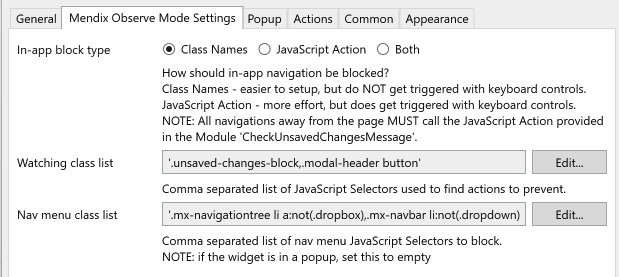 General Mendix Observe Mode Settings Popup Actions Common Appearance
In-app block type Class Names JavaScript Action Both
How should in-app navigation be blocked?
Class Names - easier to setup, but do NOT get triggered with keyboard controls.
JavaScript Action - more effort, but does get triggered with keyboard controls.
NOTE: All navigations away from the page MUST call the JavaScript Action provided
in the Module 'CheckUnsavedChangesMessage'.
Watching class list '.unsaved-changes-block,.modal-header button' Edit...
Comma separated list of JavaScript Selectors used to find actions to prevent.
Nav menu class list '.mx-navigationtree li a:not(.dropbox),.mx-navbar li:not(.dropdown) Edit...
Comma separated list of nav menu JavaScript Selectors to block.
NOTE: if the widget is in a popup, set this to empty